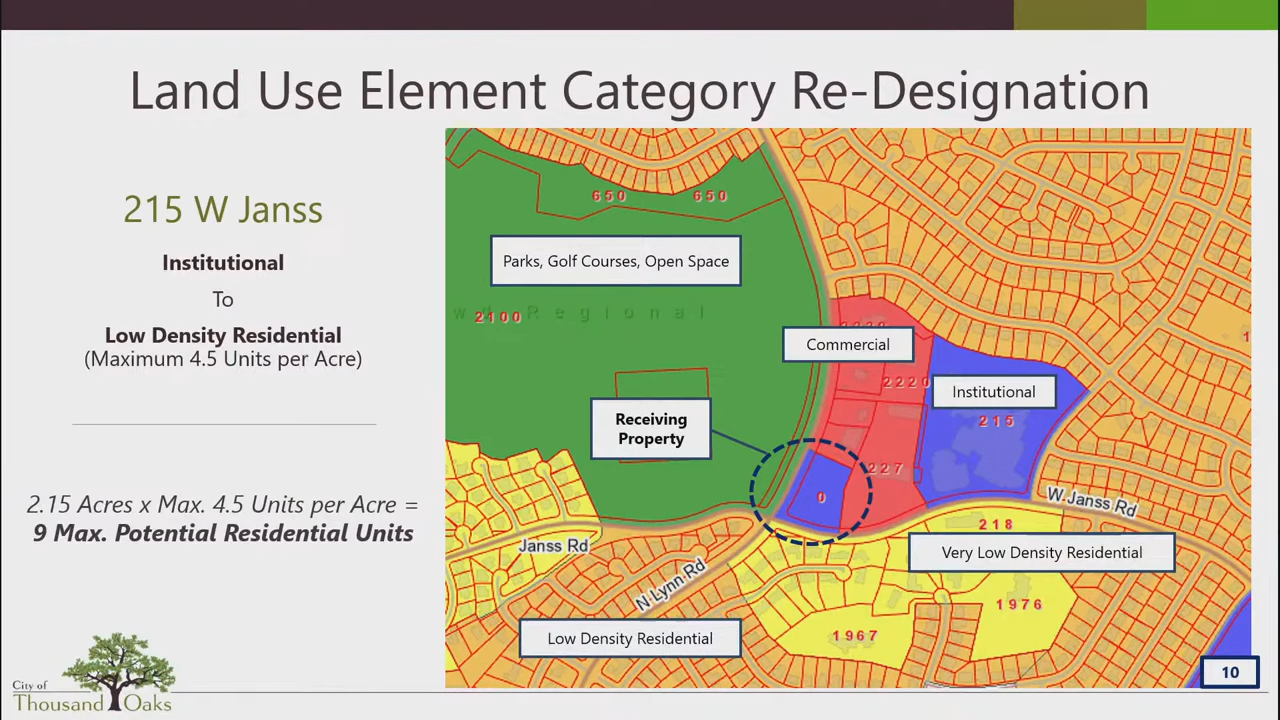 Land Use Element Category Re-Designation
215 W Janss
Institutional
To
Low Density Residential
(Maximum 4.5 Units per Acre)
2.15 Acres x Max. 4.5 Units per Acre =
9 Max. Potential Residential Units
City of
Thousand Oaks
650
650
Parks, Golf Courses, Open Space
2100
Regional
Commercial
2220
Institutional
215
Receiving
Property
227
0
W Janss Rd
218
Janss Rd
Very Low Density Residential
N Lynn Rd
1976
1967
Low Density Residential
10